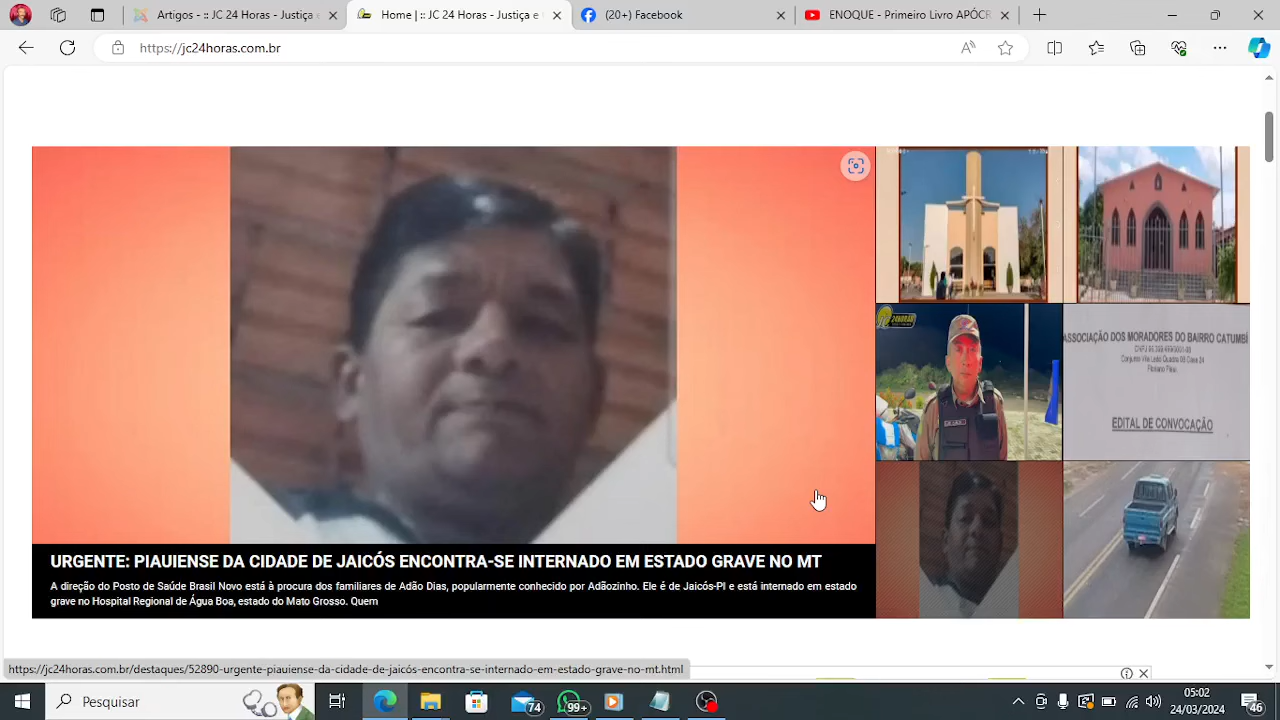 Artigos - :: JC 24 Horas - Justiça e
Home | :: JC 24 Horas - Justiça e
(20+) Facebook
ENOQUE - Primeiro Livro APÓCR
https://jc24horas.com.br
24HORAS
ASSOCIAÇÃO DOS MORADORES DO BAIRRO CATUMBÍ
Floriano Piauí
EDITAL DE CONVOCAÇÃO
URGENTE: PIAUIENSE DA CIDADE DE JAICÓS ENCONTRA-SE INTERNADO EM ESTADO GRAVE NO MT
A direção do Posto de Saúde Brasil Novo está à procura dos familiares de Adão Dias, popularmente conhecido por Adãozinho. Ele é de Jaicós-PI e está internado em estado
grave no Hospital Regional de Água Boa, estado do Mato Grosso. Quem
https://jc24horas.com.br/destaques/52890-urgente-piauiense-da-cidade-de-jaicós-encontra-se-internado-em-estado-grave-no-mt.html
Pesquisar
74
99+
05:02
24/03/2024
46